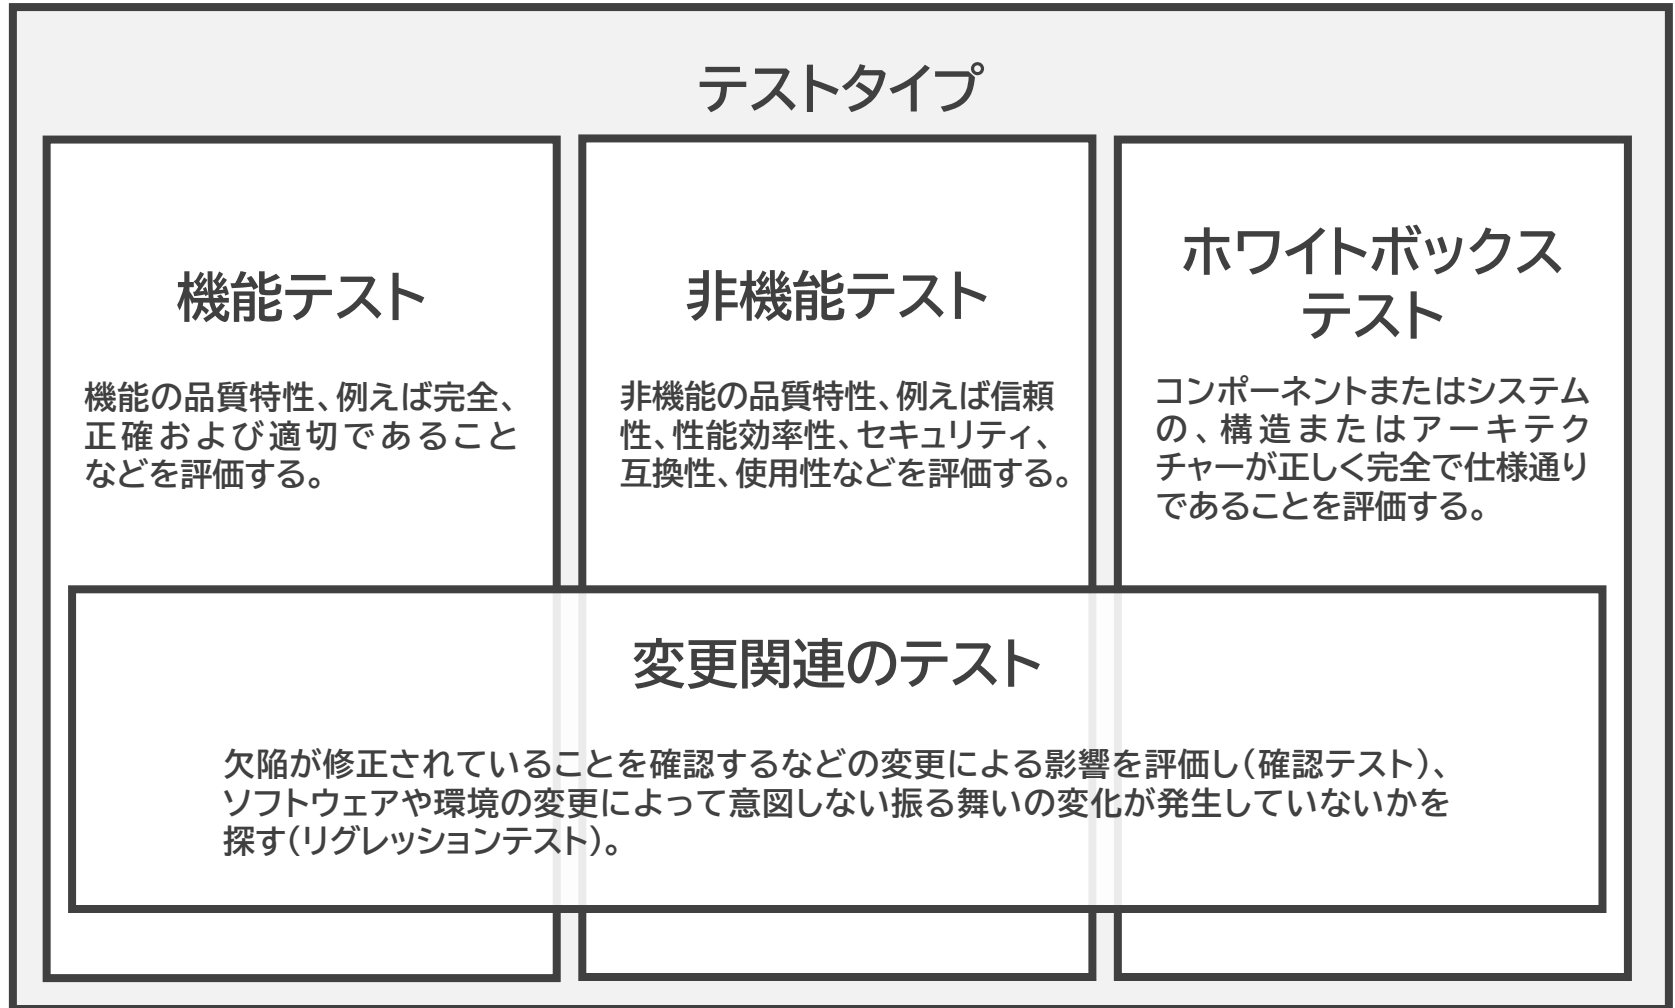 テストタイプ
機能テスト
機能の品質特性、例えば完全、
正確および適切であること
などを評価する。
非機能テスト
非機能の品質特性、例えば信頼
性、性能効率性、セキュリティ、
互換性、使用性などを評価する。
ホワイトボックス
テスト
コンポーネントまたはシステム
の、構造またはアーキテク
チャーが正しく完全で仕様通り
であることを評価する。
変更関連のテスト
欠陥が修正されていることを確認するなどの変更による影響を評価し(確認テスト)、
ソフトウェアや環境の変更によって意図しない振る舞いの変化が発生していないかを
探す(リグレッションテスト)。